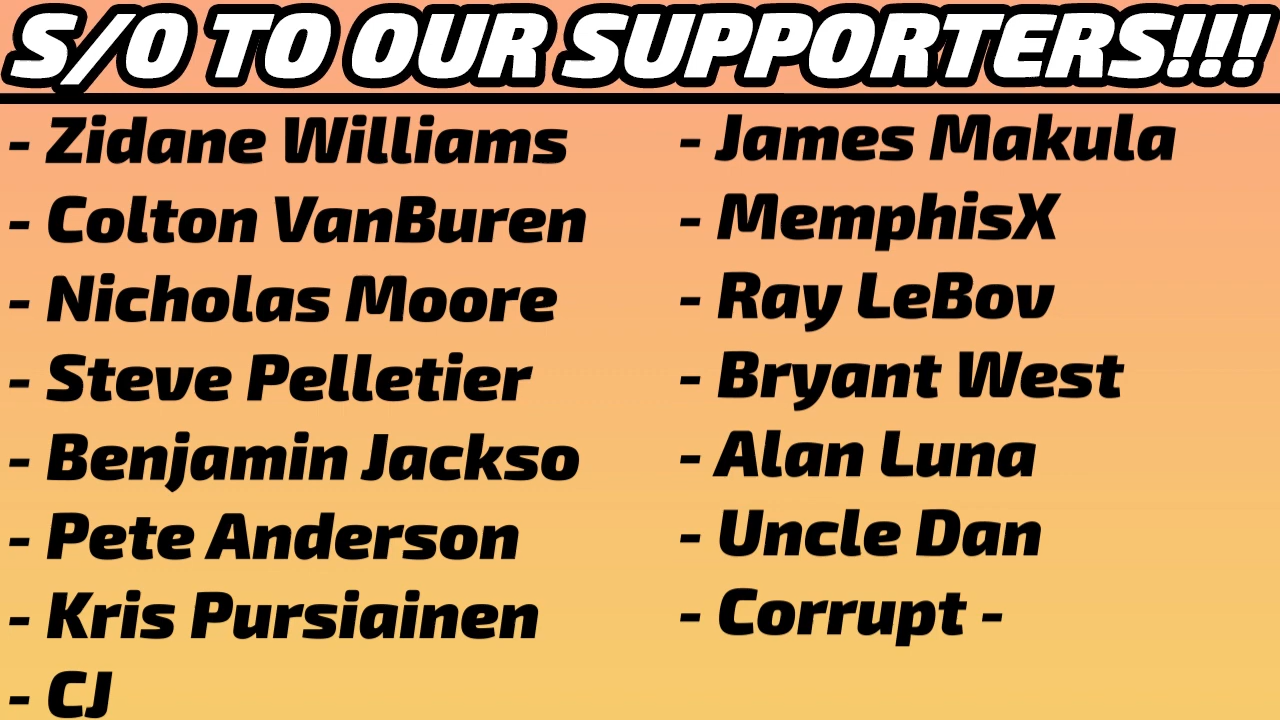 S/O TO OUR SUPPORTERS!!!
- Zidane Williams
- Colton VanBuren
- Nicholas Moore
- Steve Pelletier
- Benjamin Jackso
- Pete Anderson
- Kris Pursiainen
- CJ
- James Makula
- MemphisX
- Ray LeBov
- Bryant West
- Alan Luna
- Uncle Dan
- Corrupt -